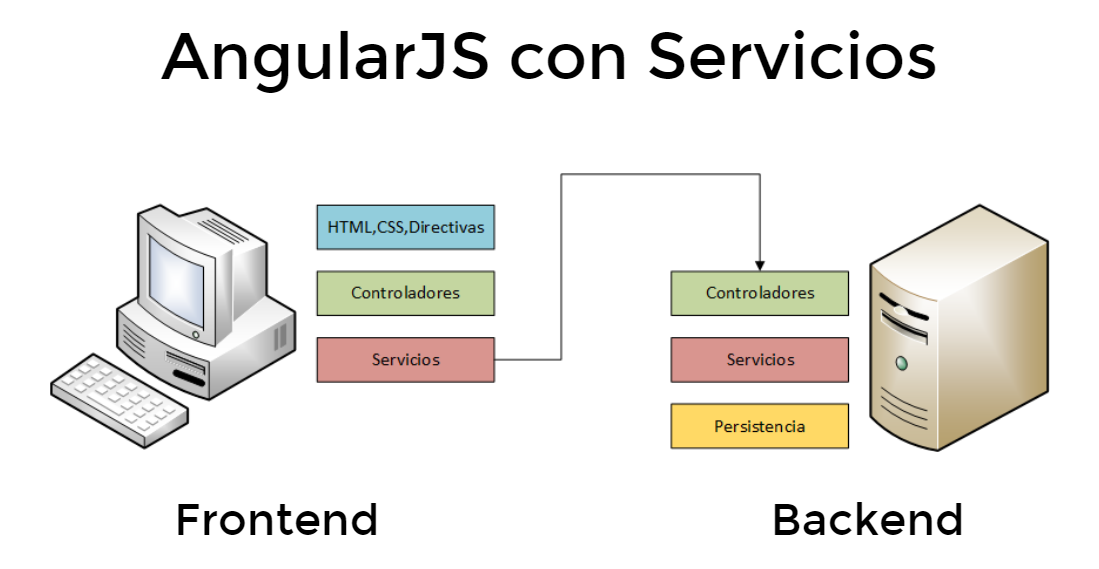 AngularJS con Servicios
HTML,CSS,Directivas
Controladores
Servicios
Controladores
Servicios
Persistencia
Frontend
Backend